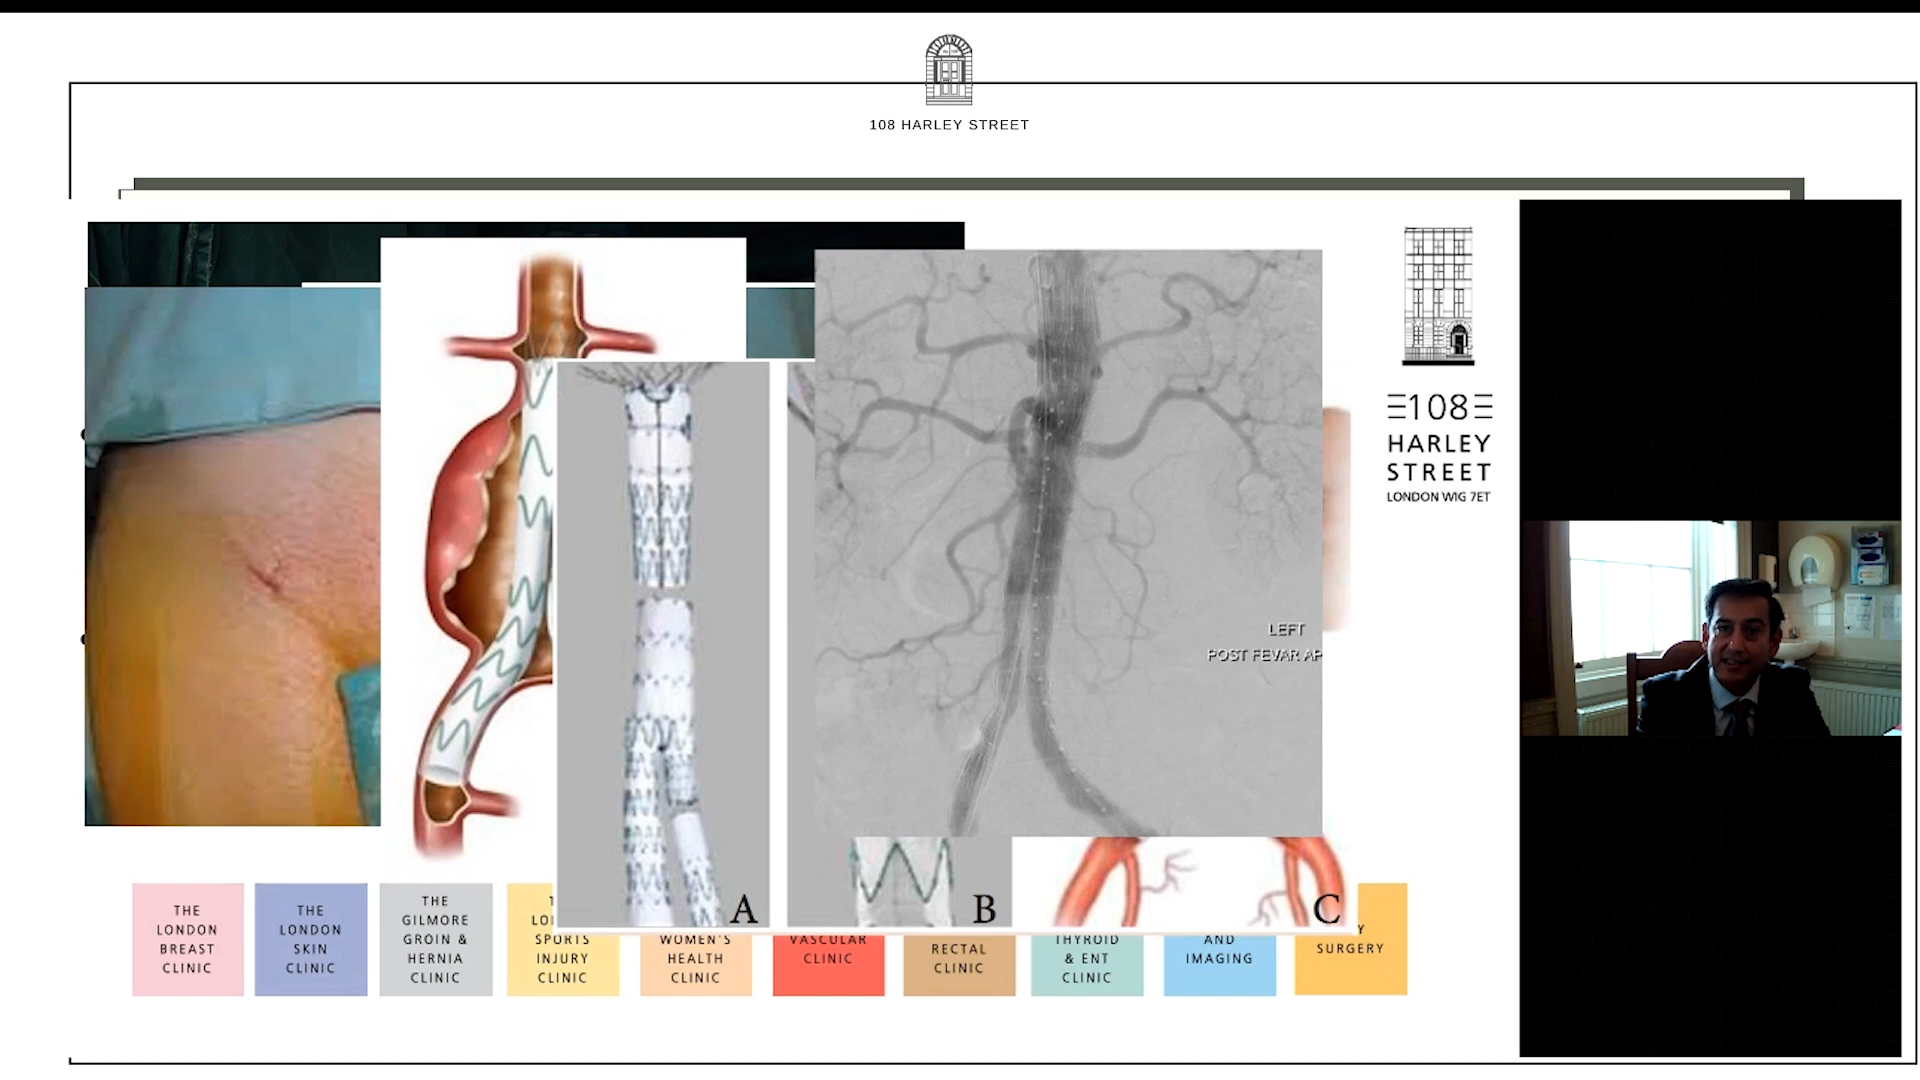 108 HARLEY STREET
≡108≡
HARLEY
STREET
LONDON W1G 7ET
LEFT
POST FEVAR AP
A
B
C
THE
LONDON
BREAST
CLINIC
THE
LONDON
SKIN
CLINIC
THE
GILMORE
GROIN &
HERNIA
CLINIC
SPORTS
INJURY
CLINIC
WOMEN'S
HEALTH
CLINIC
VASCULAR
CLINIC
RECTAL
CLINIC
THYROID
& ENT
CLINIC
AND
IMAGING
SURGERY